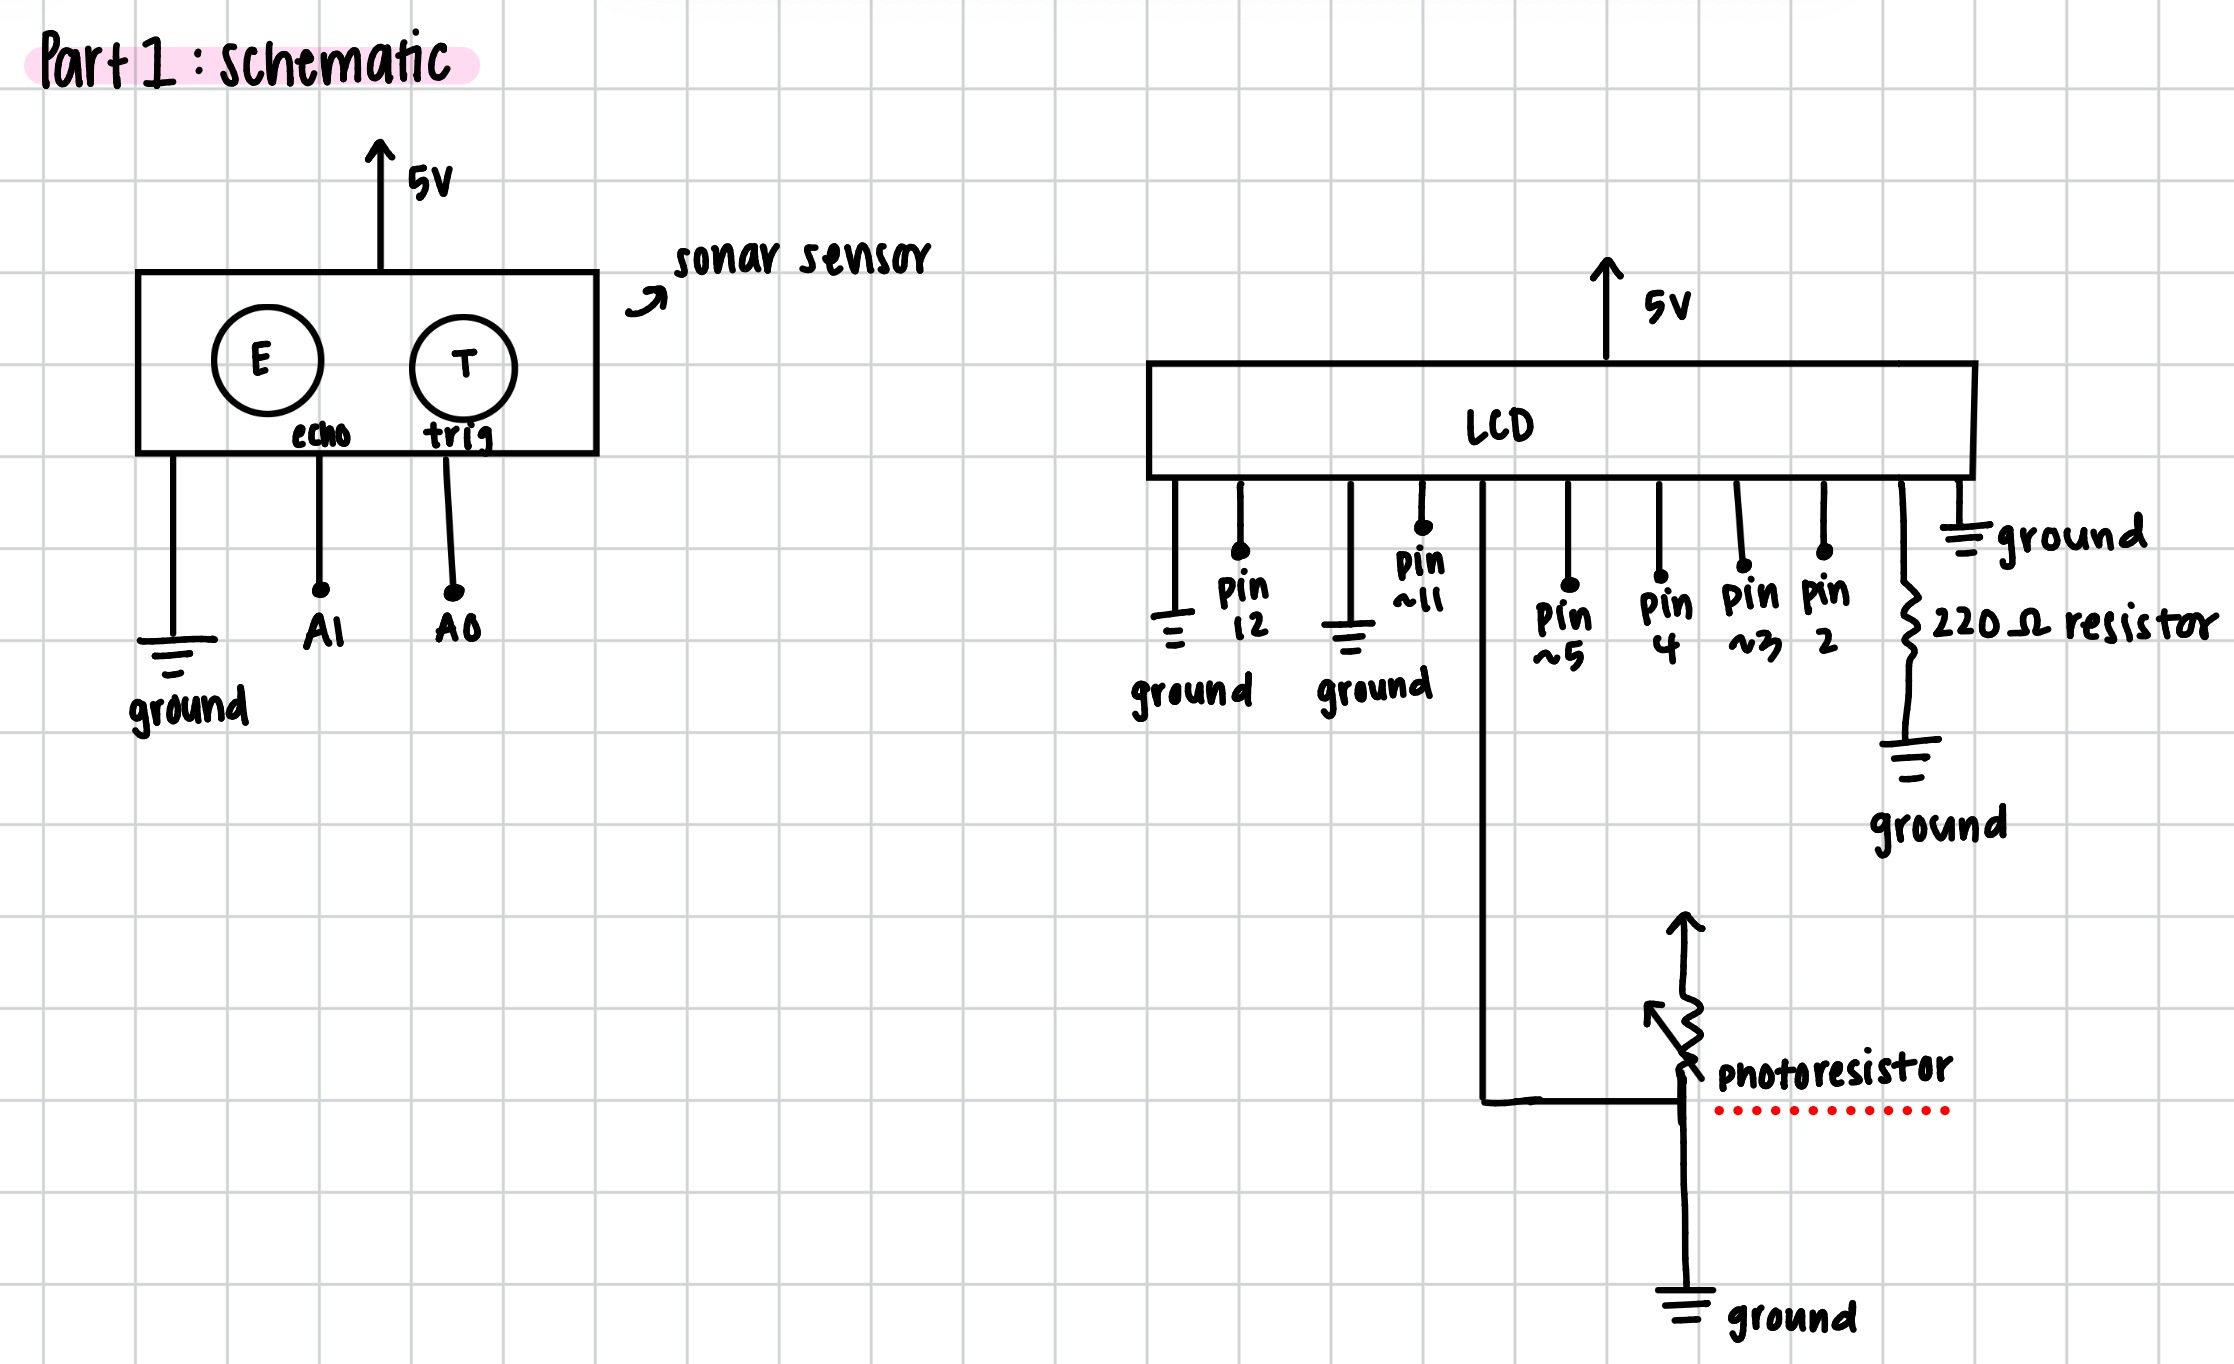 Part 1 : schematic
5V
sonar sensor
E
T
echo
trig
A1
A0
ground
5V
LCD
pin
12
pin
~11
pin
~5
pin
4
pin
~3
pin
2
ground
220 Ω resistor
ground
ground
ground
photoresistor
ground